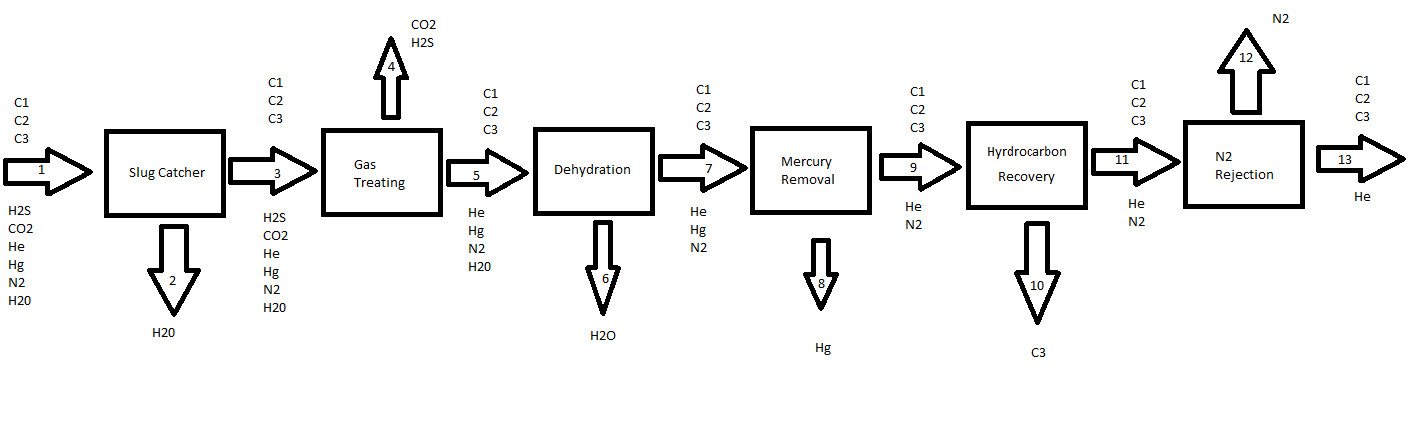 C1
C2
C3
1
H2S
CO2
He
Hg
N2
H20
Slug Catcher
2
H20
C1
C2
C3
3
H2S
CO2
He
Hg
N2
H20
CO2
H2S
4
Gas
Treating
C1
C2
C3
5
He
Hg
N2
H20
Dehydration
6
H2O
C1
C2
C3
7
He
Hg
N2
Mercury
Removal
8
Hg
C1
C2
C3
9
He
N2
Hyrdrocarbon
Recovery
10
C3
C1
C2
C3
11
He
N2
N2
12
N2
Rejection
C1
C2
C3
13
He